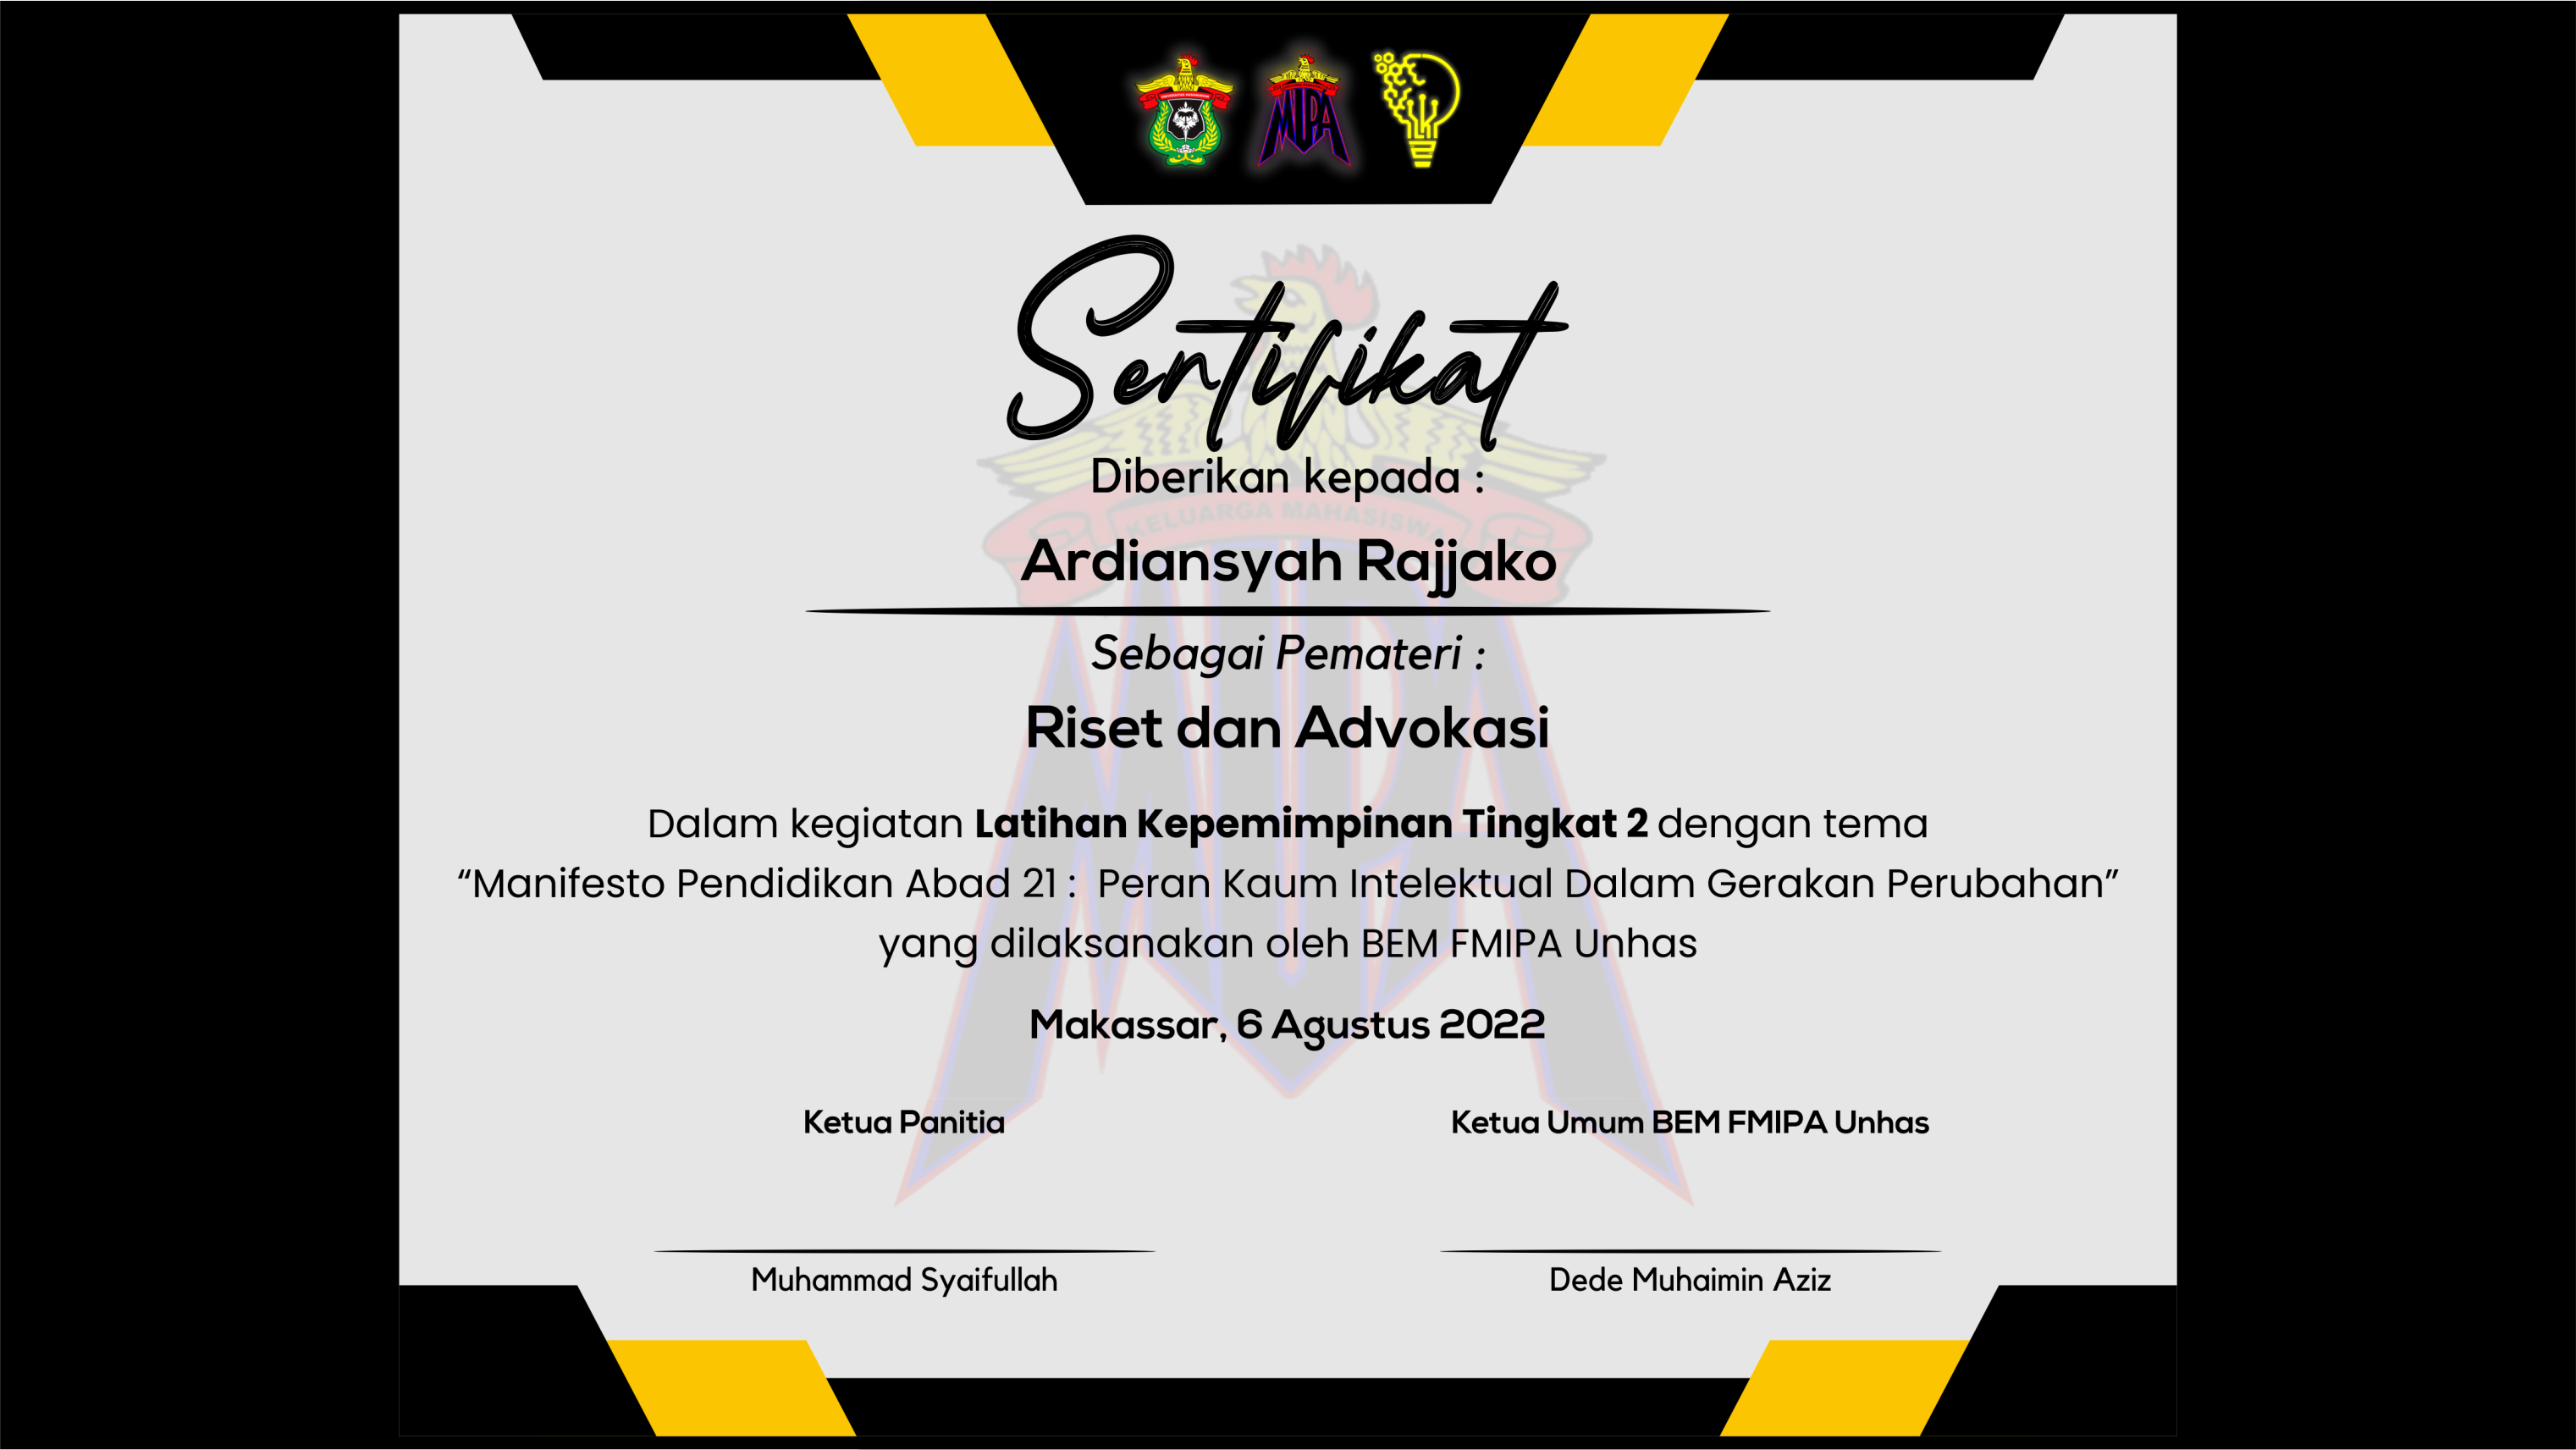 Sertifikat
Diberikan kepada :
KELUARGA MAHASISWA
Ardiansyah Rajjako
Sebagai Pemateri :
Riset dan Advokasi
Dalam kegiatan Latihan Kepemimpinan Tingkat 2 dengan tema
“Manifesto Pendidikan Abad 21 :  Peran Kaum Intelektual Dalam Gerakan Perubahan”
yang dilaksanakan oleh BEM FMIPA Unhas
Makassar, 6 Agustus 2022
Ketua Panitia
Ketua Umum BEM FMIPA Unhas
Muhammad Syaifullah
Dede Muhaimin Aziz